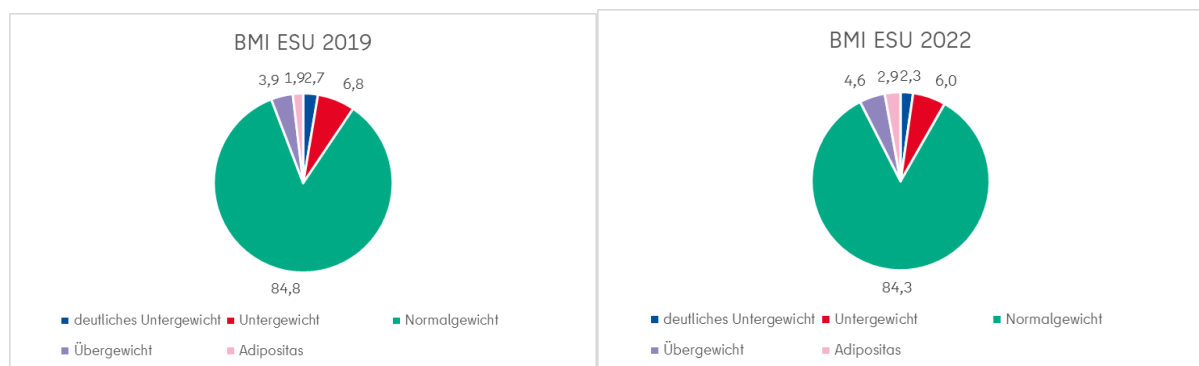 BMI ESU 2019
3,9 1,9 2,7 6,8
84,8
deutliches Untergewicht Untergewicht Normalgewicht
Übergewicht Adipositas
BMI ESU 2022
4,6 2,9 2,3 6,0
84,3
deutliches Untergewicht Untergewicht Normalgewicht
Übergewicht Adipositas